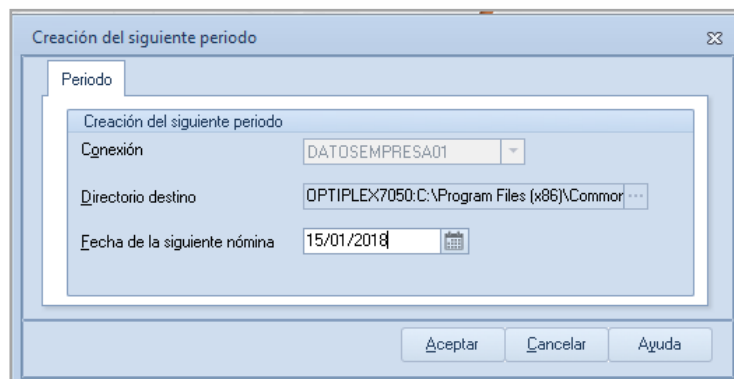 Creación del siguiente periodo
Periodo
Creación del siguiente periodo
Conexión DATOSEMPRESA01
Directorio destino OPTIPLEX7050:C:\Program Files (x86)\Commor ...
Fecha de la siguiente nómina 15/01/2018
Aceptar Cancelar Ayuda